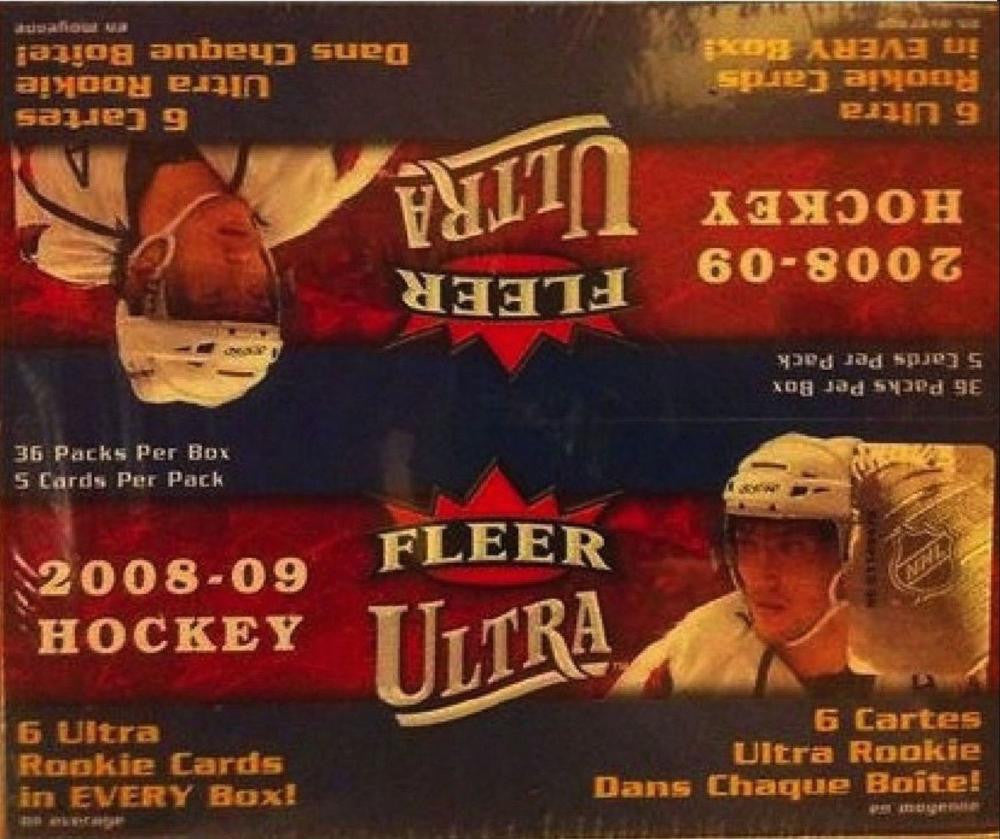 en moyenne
Dans Chaque Boîte!
Ultra Rookie
6 Cartes
en average
in EVERY Box!
Rookie Cards
6 Ultra
ULTRA
FLEER
2008-09
HOCKEY
36 Packs Per Box
5 Cards Per Pack
36 Packs Per Box
5 Cards Per Pack
2008-09
HOCKEY
FLEER
ULTRA
NHL
6 Ultra
Rookie Cards
in EVERY Box!
on average
6 Cartes
Ultra Rookie
Dans Chaque Boîte!
en moyenne